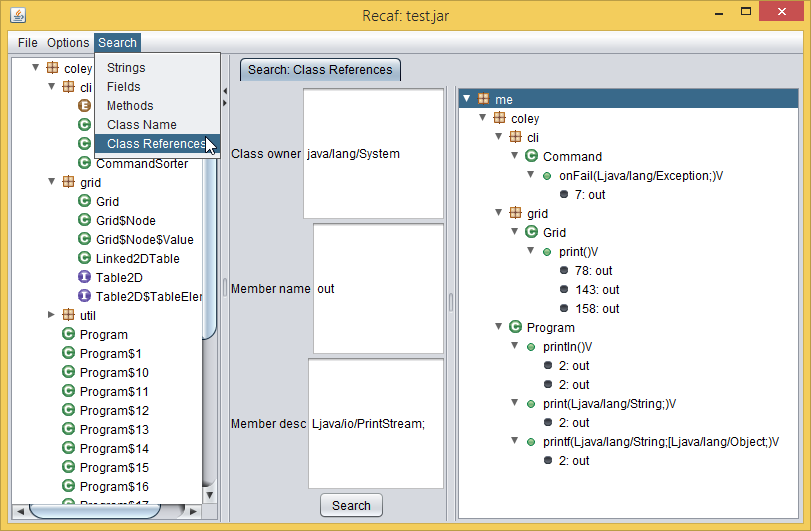 Recaf: test.jar
File Options Search
Strings
Fields
Methods
Class Name
Class References
coley
cli
E
C
C
C
C CommandSorter
grid
C Grid
C Grid$Node
C Grid$Node$Value
C Linked2DTable
I Table2D
I
util
C Program
C Program$1
C Program$10
C Program$11
C Program$12
C Program$13
C Program$14
C Program$15
C Program$16
C Program$17
Search: Class References
Class owner java/lang/System
Member name out
Member desc Ljava/io/PrintStream;
Search
me
coley
cli
C Command
onFail(Ljava/lang/Exception;)V
7: out
grid
C Grid
print()V
78: out
143: out
158: out
C Program
println()V
2: out
2: out
print(Ljava/lang/String;)V
2: out
printf(Ljava/lang/String;[Ljava/lang/Object;)V
2: out